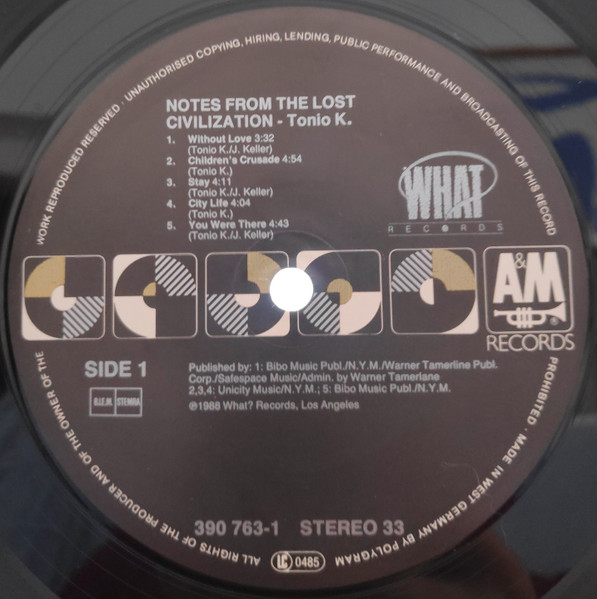 WORK REPRODUCED RESERVED · UNAUTHORISED COPYING, HIRING, LENDING, PUBLIC PERFORMANCE AND BROADCASTING OF THIS RECORD
NOTES FROM THE LOST
CIVILIZATION - Tonio K.
1. Without Love 3:32
(Tonio K./J. Keller)
2. Children's Crusade 4:54
(Tonio K.)
3. Stay 4:11
(Tonio K./J. Keller)
4. City Life 4:04
(Tonio K.)
5. You Were There 4:43
(Tonio K./J. Keller)
WHAT
RECORDS
A&M
®
RECORDS
SIDE 1
B.I.E.M. STEMRA
Published by: 1: Bibo Music Publ./N.Y.M./Warner Tamerline Publ.
Corp./Safespace Music/Admin. by Warner Tamerlane
2,3,4: Unicity Music/N.Y.M.; 5: Bibo Music Publ./N.Y.M.
℗1988 What? Records, Los Angeles
390 763-1 STEREO 33
LC 0485
PROHIBITED · MADE IN WEST GERMANY BY POLYGRAM
ALL RIGHTS OF THE PRODUCER AND OF THE OWNER OF THE